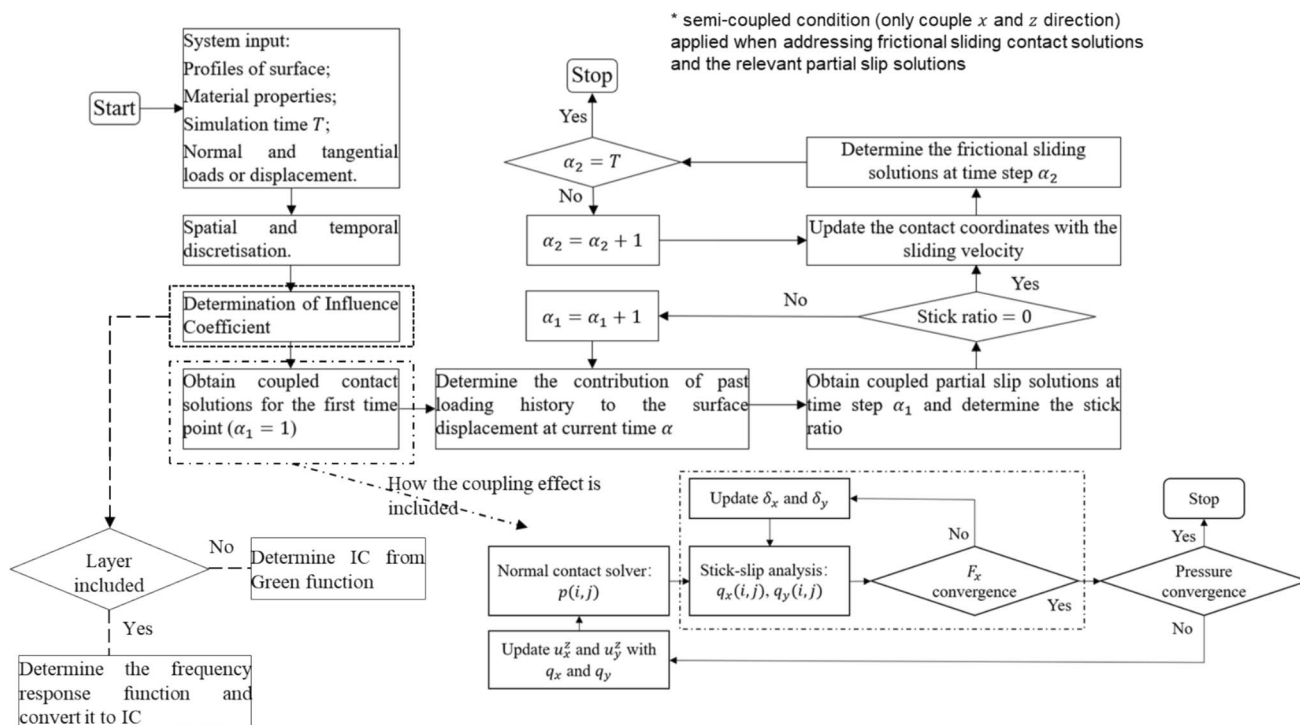 * semi-coupled condition (only couple x and z direction)
applied when addressing frictional sliding contact solutions
and the relevant partial slip solutions
Start
System input:
Profiles of surface;
Material properties;
Simulation time T;
Normal and tangential
loads or displacement.
Spatial and temporal
discretisation.
Determination of Influence
Coefficient
Obtain coupled contact
solutions for the first time
point (α₁ = 1)
Determine the contribution of past
loading history to the surface
displacement at current time α
Obtain coupled partial slip solutions at
time step α₁ and determine the stick
ratio
Stick ratio = 0
No
α₁ = α₁ + 1
Yes
Update the contact coordinates with the
sliding velocity
Determine the frictional sliding
solutions at time step α₂
α₂ = T
No
α₂ = α₂ + 1
Yes
Stop
Layer
included
No
Determine IC from
Green function
Yes
Determine the frequency
response function and
convert it to IC
How the coupling effect is
included
Normal contact solver:
p(i, j)
Stick-slip analysis:
qₓ(i, j), q_y(i, j)
Update δₓ and δ_y
Fₓ
convergence
No
Yes
Pressure
convergence
Yes
Stop
No
Update uₓᶻ and u_yᶻ with
qₓ and q_y